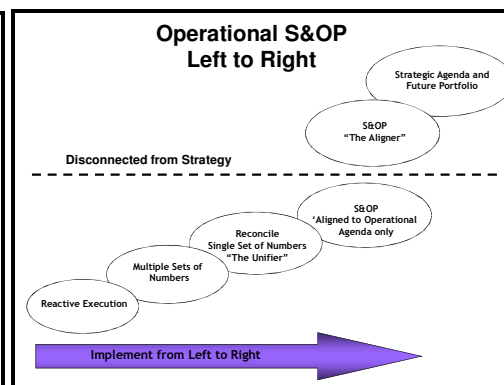 Operational S&OP
Left to Right
Strategic Agenda and
Future Portfolio
S&OP
“The Aligner”
Disconnected from Strategy
S&OP
‘Aligned to Operational
Agenda only
Reconcile
Single Set of Numbers
“The Unifier”
Multiple Sets of
Numbers
Reactive Execution
Implement from Left to Right